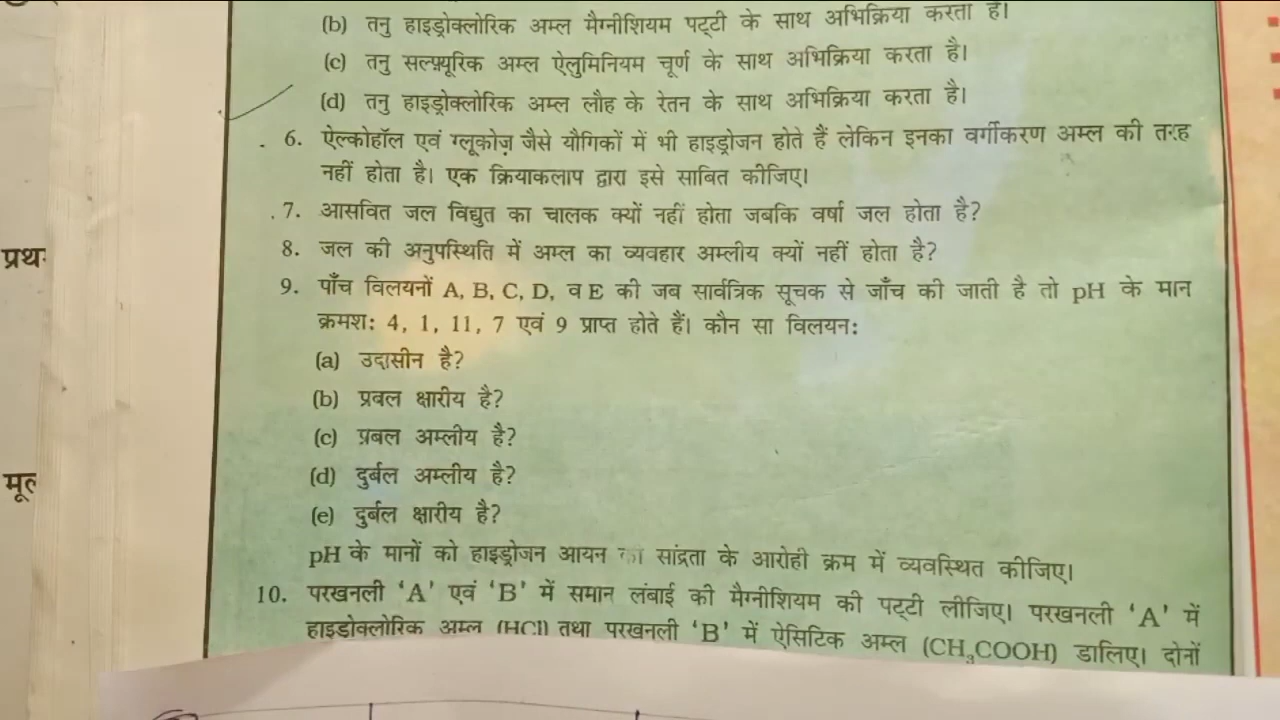 (b) तनु हाइड्रोक्लोरिक अम्ल मैग्नीशियम पट्टी के साथ अभिक्रिया करता है।
(c) तनु सल्फ़्यूरिक अम्ल ऐलुमिनियम चूर्ण के साथ अभिक्रिया करता है।
(d) तनु हाइड्रोक्लोरिक अम्ल लौह के रेतन के साथ अभिक्रिया करता है।
6. ऐल्कोहॉल एवं ग्लूकोज़ जैसे यौगिकों में भी हाइड्रोजन होते हैं लेकिन इनका वर्गीकरण अम्ल की तरह
नहीं होता है। एक क्रियाकलाप द्वारा इसे साबित कीजिए।
7. आसवित जल विद्युत का चालक क्यों नहीं होता जबकि वर्षा जल होता है?
8. जल की अनुपस्थिति में अम्ल का व्यवहार अम्लीय क्यों नहीं होता है?
9. पाँच विलयनों A, B, C, D, व E की जब सार्वत्रिक सूचक से जाँच की जाती है तो pH के मान
क्रमशः 4, 1, 11, 7 एवं 9 प्राप्त होते हैं। कौन सा विलयन:
(a) उदासीन है?
(b) प्रबल क्षारीय है?
(c) प्रबल अम्लीय है?
(d) दुर्बल अम्लीय है?
(e) दुर्बल क्षारीय है?
pH के मानों को हाइड्रोजन आयन सांद्रता के आरोही क्रम में व्यवस्थित कीजिए।
10. परखनली 'A' एवं 'B' में समान लंबाई की मैग्नीशियम की पट्टी लीजिए। परखनली 'A' में
हाइड्रोक्लोरिक अम्ल (HCl) तथा परखनली 'B' में ऐसिटिक अम्ल (CH₃COOH) डालिए। दोनों